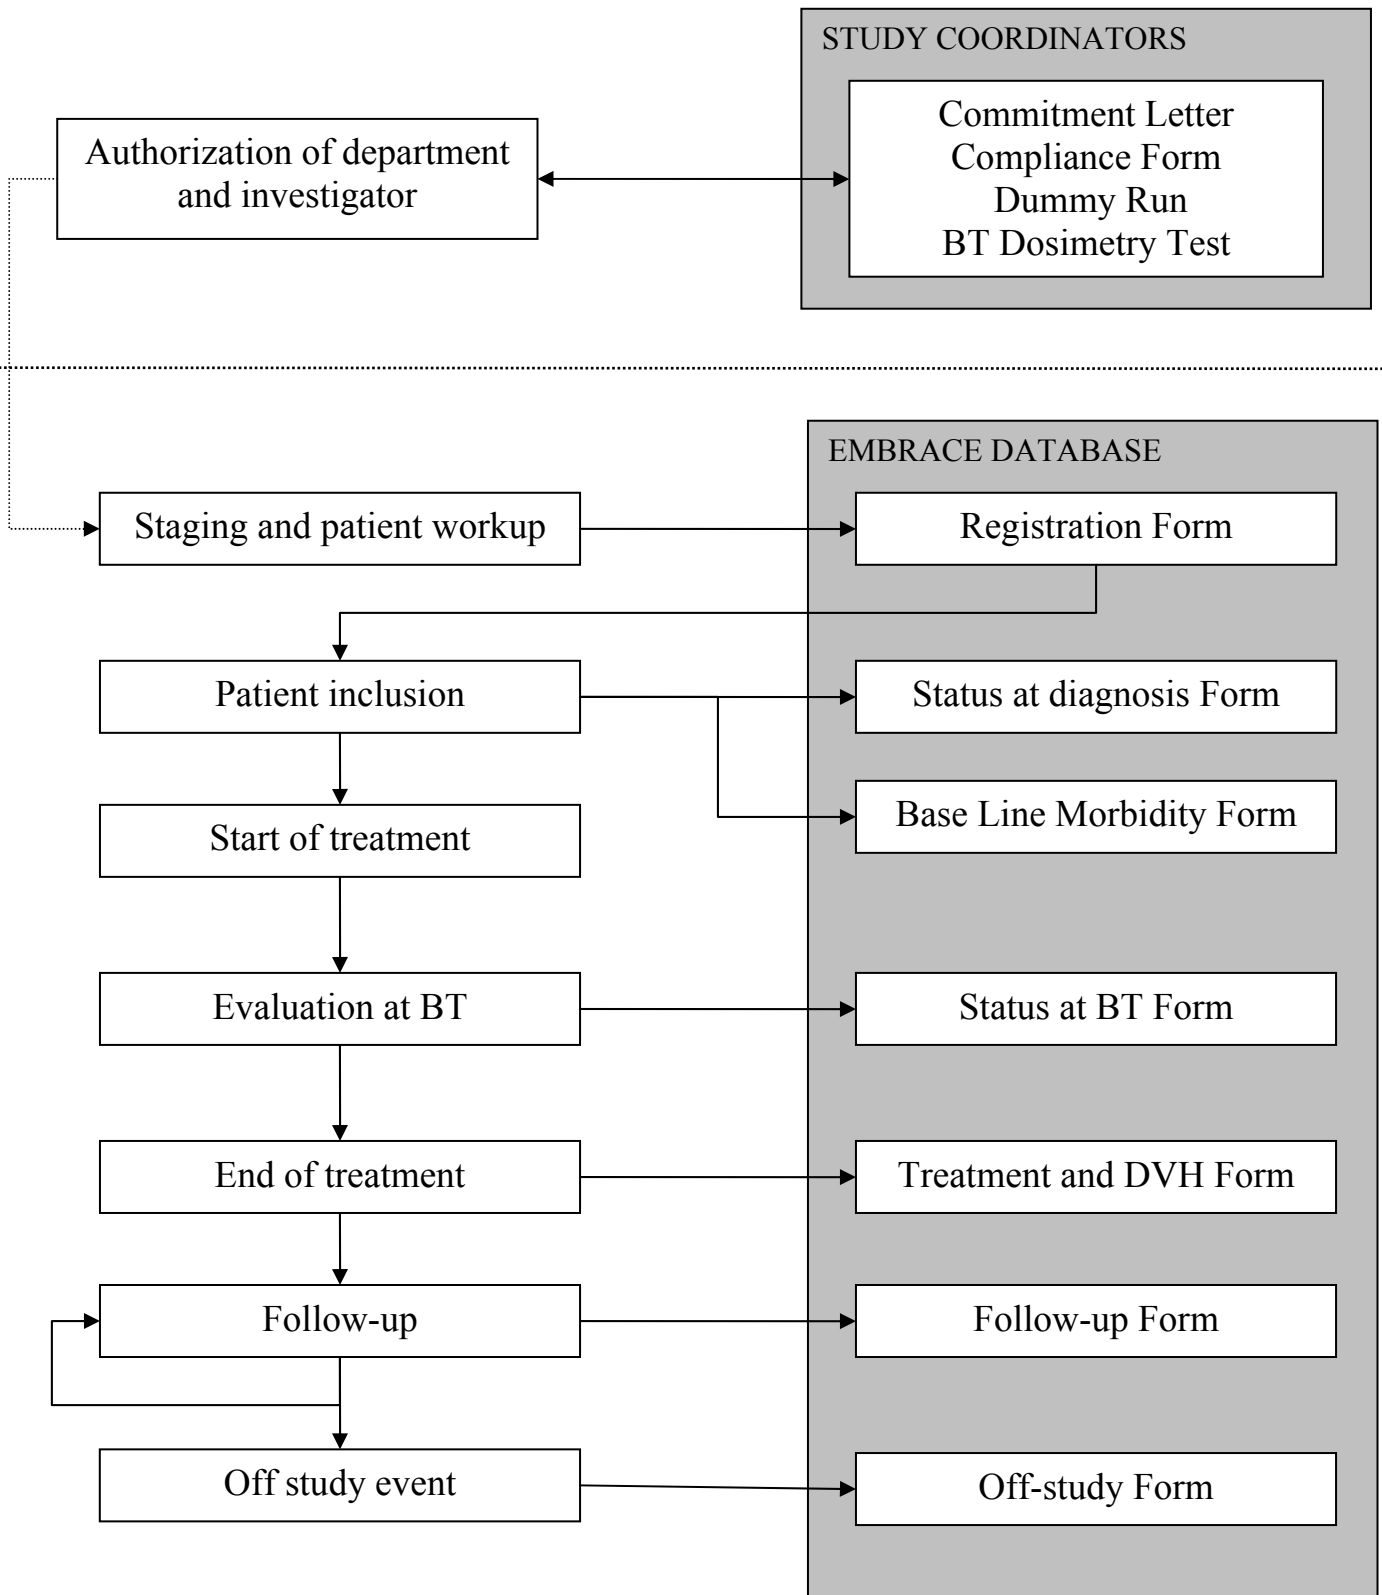 STUDY COORDINATORS
Commitment Letter
Compliance Form
Dummy Run
BT Dosimetry Test
Authorization of department
and investigator
EMBRACE DATABASE
Staging and patient workup
Registration Form
Patient inclusion
Status at diagnosis Form
Base Line Morbidity Form
Start of treatment
Evaluation at BT
Status at BT Form
End of treatment
Treatment and DVH Form
Follow-up
Follow-up Form
Off study event
Off-study Form